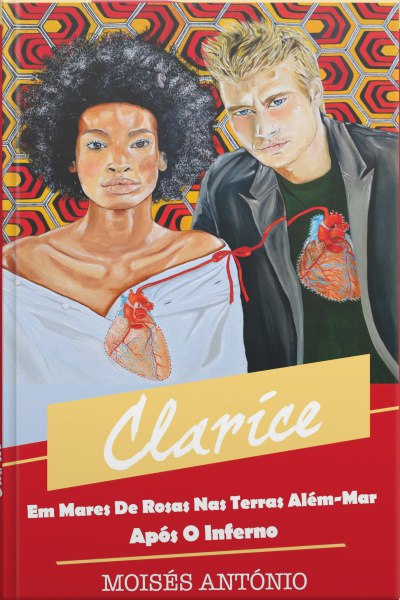 Clarice
Em Mares De Rosas Nas Terras Além-Mar
Após O Inferno
MOISÉS ANTÓNIO